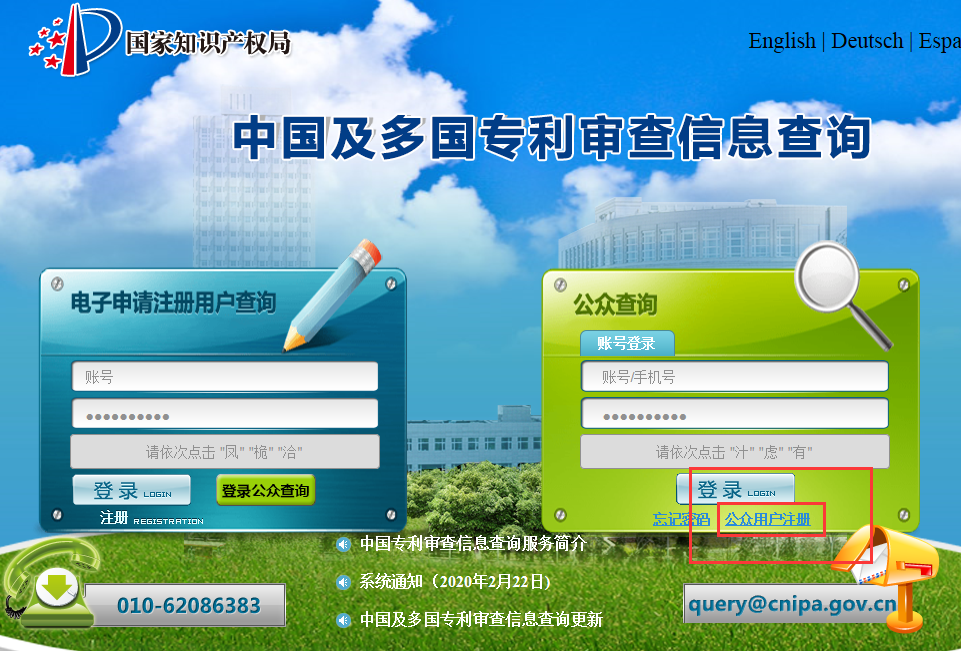 国家知识产权局
English | Deutsch | Espa
中国及多国专利审查信息查询
电子申请注册用户查询
账号
请依次点击 "凤" "桅" "洽"
登录 LOGIN
登录公众查询
注册 REGISTRATION
公众查询
账号登录
账号/手机号
请依次点击 "汁" "虑" "有"
登录 LOGIN
忘记密码 公众用户注册
中国专利审查信息查询服务简介
系统通知（2020年2月22日)
中国及多国专利审查信息查询更新
010-62086383
query@cnipa.gov.cn